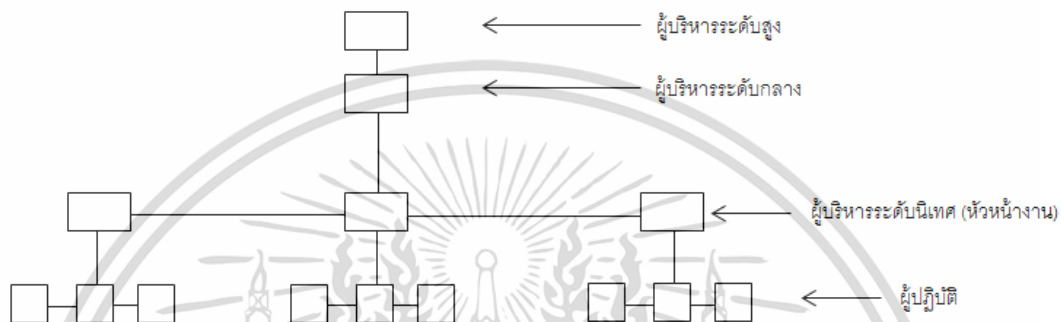 ผู้บริหารระดับสูง
ผู้บริหารระดับกลาง
ผู้บริหารระดับนิเทศ (หัวหน้างาน)
ผู้ปฏิบัติ